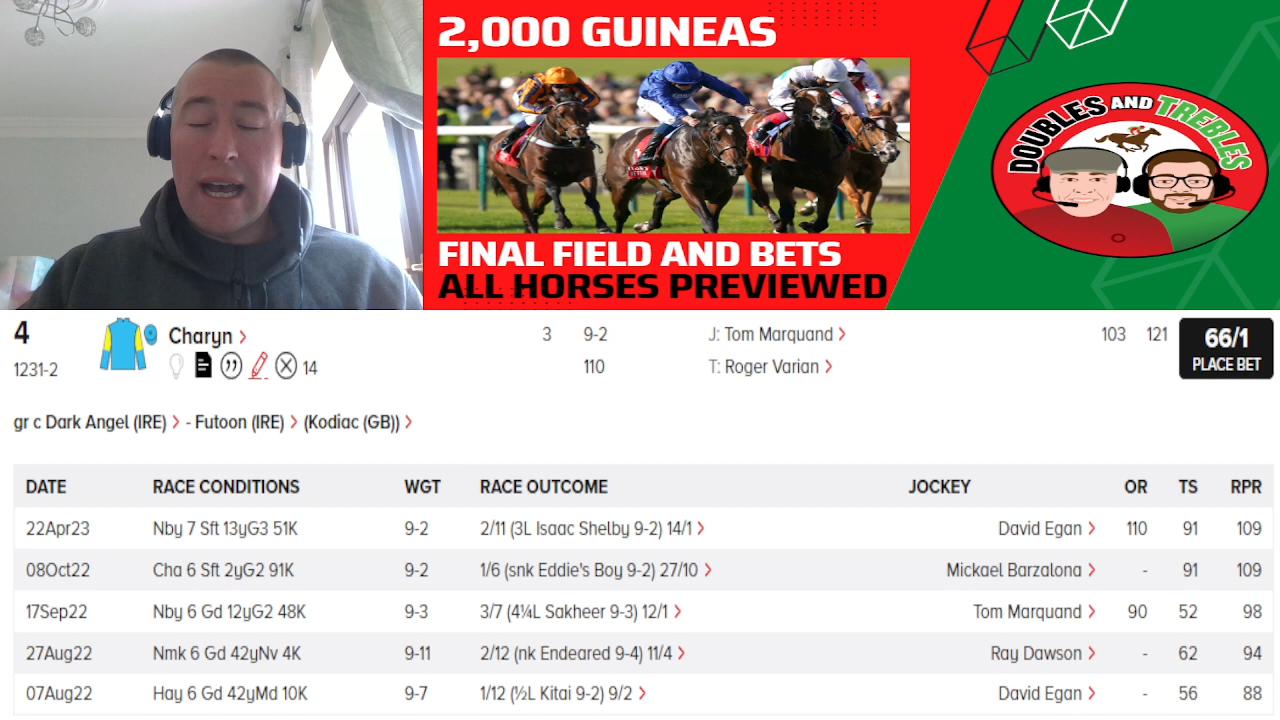 2,000 GUINEAS
FINAL FIELD AND BETS
ALL HORSES PREVIEWED
DOUBLES AND TREBLES
4 Charyn 3 9-2 J: Tom Marquand 103 121 66/1
1231-2 14 110 T: Roger Varian PLACE BET
gr c Dark Angel (IRE) - Futoon (IRE) (Kodiac (GB))
DATE RACE CONDITIONS WGT RACE OUTCOME JOCKEY OR TS RPR
22Apr23 Nby 7 Sft 13yG3 51K 9-2 2/11 (3L Isaac Shelby 9-2) 14/1 David Egan 110 91 109
08Oct22 Cha 6 Sft 2yG2 91K 9-2 1/6 (snk Eddie's Boy 9-2) 27/10 Mickael Barzalona - 91 109
17Sep22 Nby 6 Gd 12yG2 48K 9-3 3/7 (4¼L Sakheer 9-3) 12/1 Tom Marquand 90 52 98
27Aug22 Nmk 6 Gd 42yNv 4K 9-11 2/12 (nk Endeared 9-4) 11/4 Ray Dawson - 62 94
07Aug22 Hay 6 Gd 42yMd 10K 9-7 1/12 (½L Kitai 9-2) 9/2 David Egan - 56 88